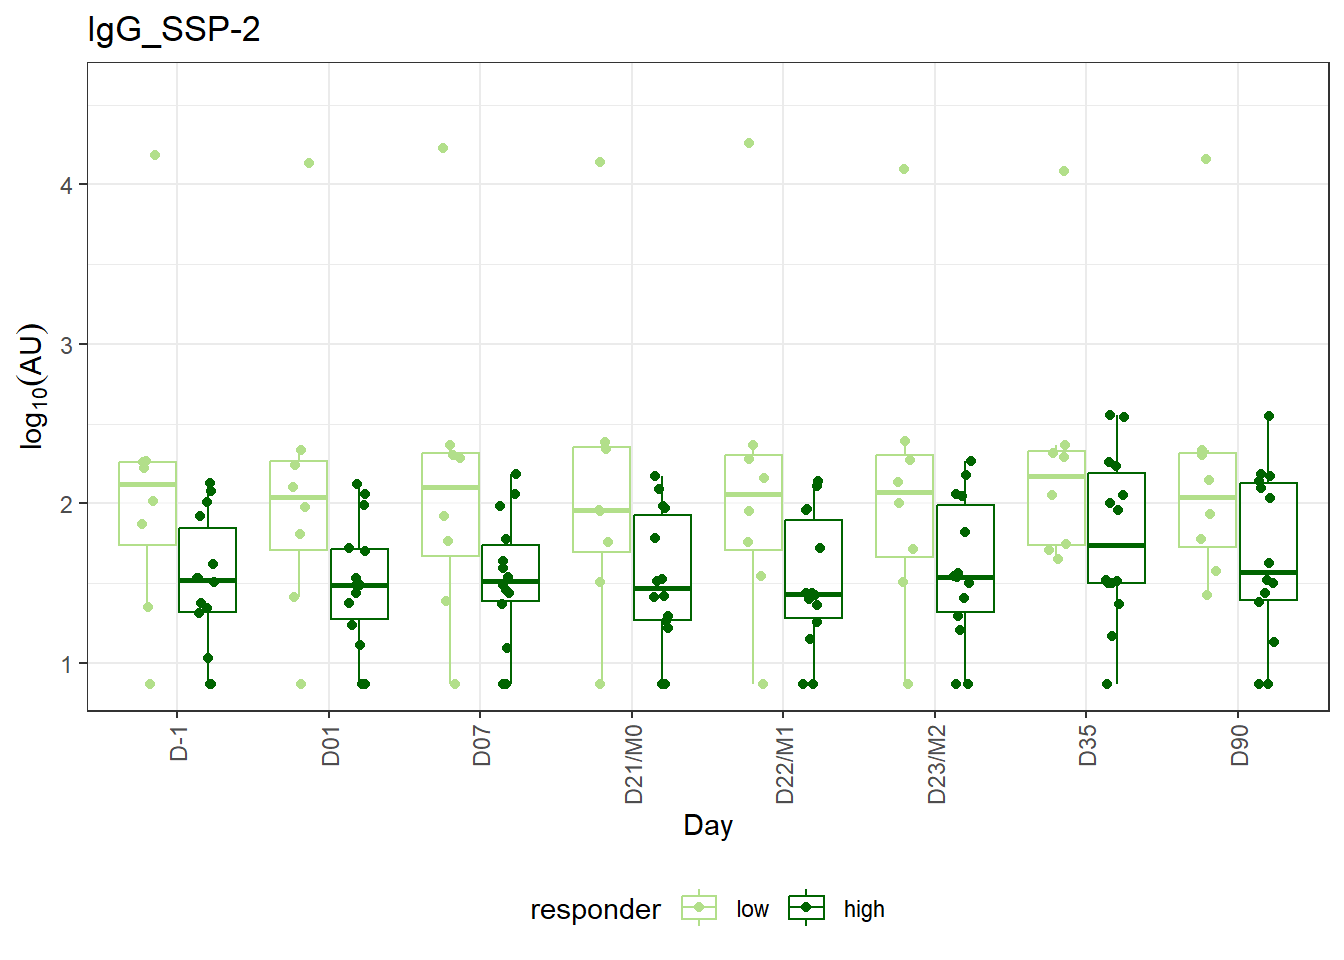 IgG_SSP-2
log10(AU)
4
3
2
1
D-1
D01
D07
D21/M0
D22/M1
D23/M2
D35
D90
Day
responder low high